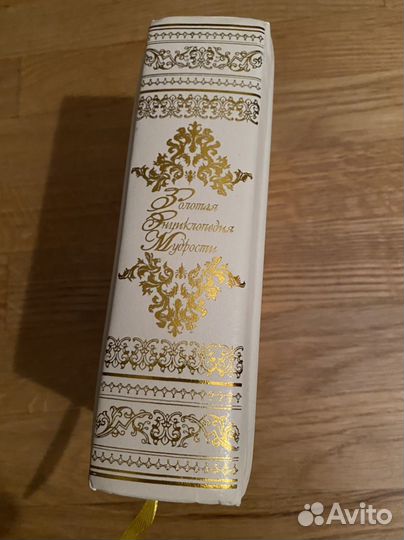 Золотая
Энциклопедия
Мудрости
Avito